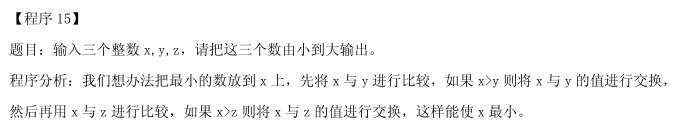 【程序 15】
题目：输入三个整数 x,y,z，请把这三个数由小到大输出。
程序分析：我们想办法把最小的数放到 x 上，先将 x 与 y 进行比较，如果 x>y 则将 x 与 y 的值进行交换，
然后再用 x 与 z 进行比较，如果 x>z 则将 x 与 z 的值进行交换，这样能使 x 最小。